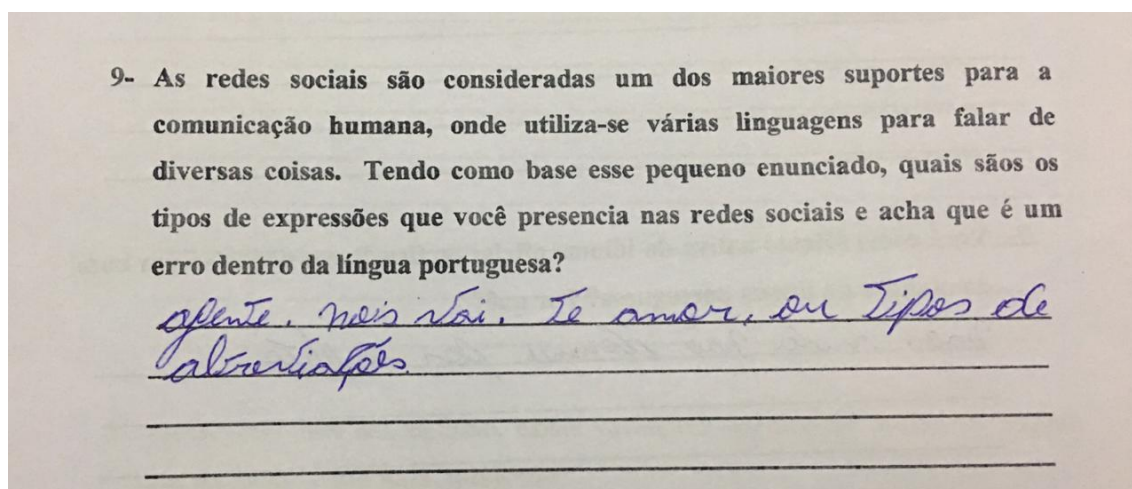 9- As redes sociais são consideradas um dos maiores suportes para a
comunicação humana, onde utiliza-se várias linguagens para falar de
diversas coisas. Tendo como base esse pequeno enunciado, quais sãos os
tipos de expressões que você presencia nas redes sociais e acha que é um
erro dentro da língua portuguesa?
agente. nois vai. Te amor, ou Tipos de
abreviações.